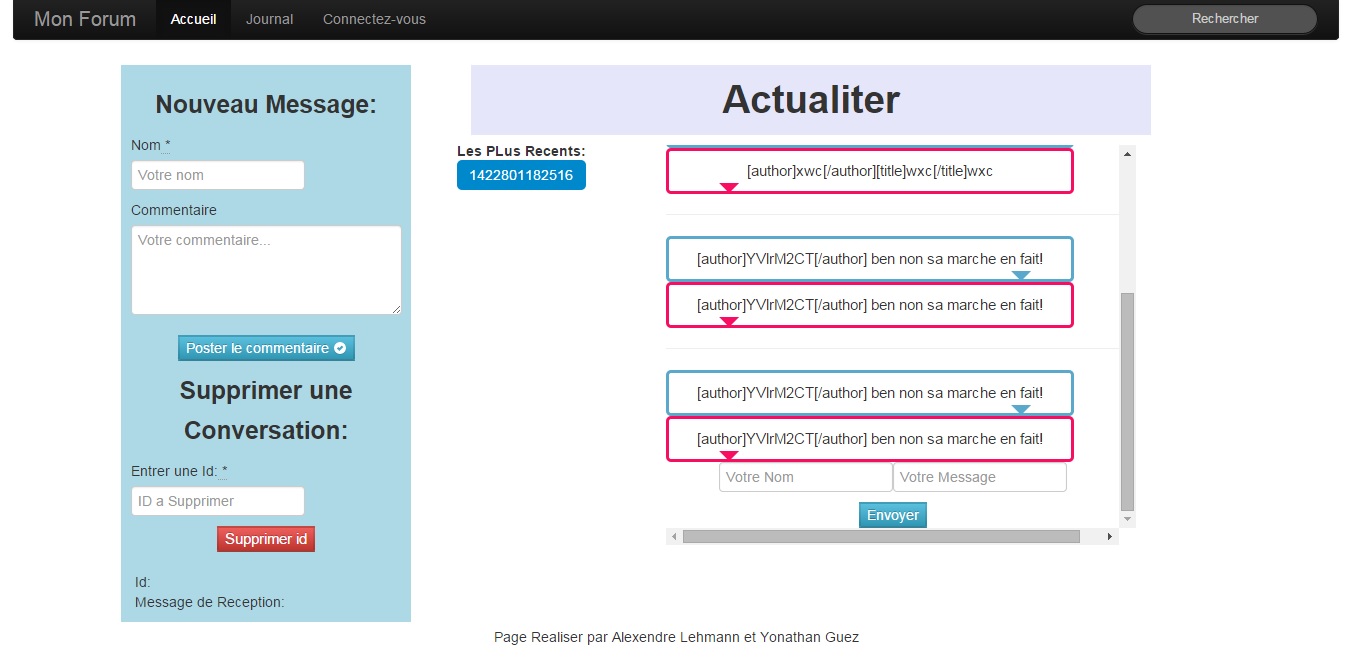 Mon Forum Accueil Journal Connectez-vous Rechercher
Nouveau Message:
Nom *
Votre nom
Commentaire
Votre commentaire...
Poster le commentaire
Supprimer une
Conversation:
Entrer une Id: *
ID a Supprimer
Supprimer id
Id:
Message de Reception:
Actualiter
Les PLus Recents:
1422801182516
[author]xwc[/author][title]wxc[/title]wxc
[author]YVIrM2CT[/author] ben non sa marche en fait!
[author]YVIrM2CT[/author] ben non sa marche en fait!
[author]YVIrM2CT[/author] ben non sa marche en fait!
[author]YVIrM2CT[/author] ben non sa marche en fait!
Votre Nom Votre Message
Envoyer
Page Realiser par Alexendre Lehmann et Yonathan Guez